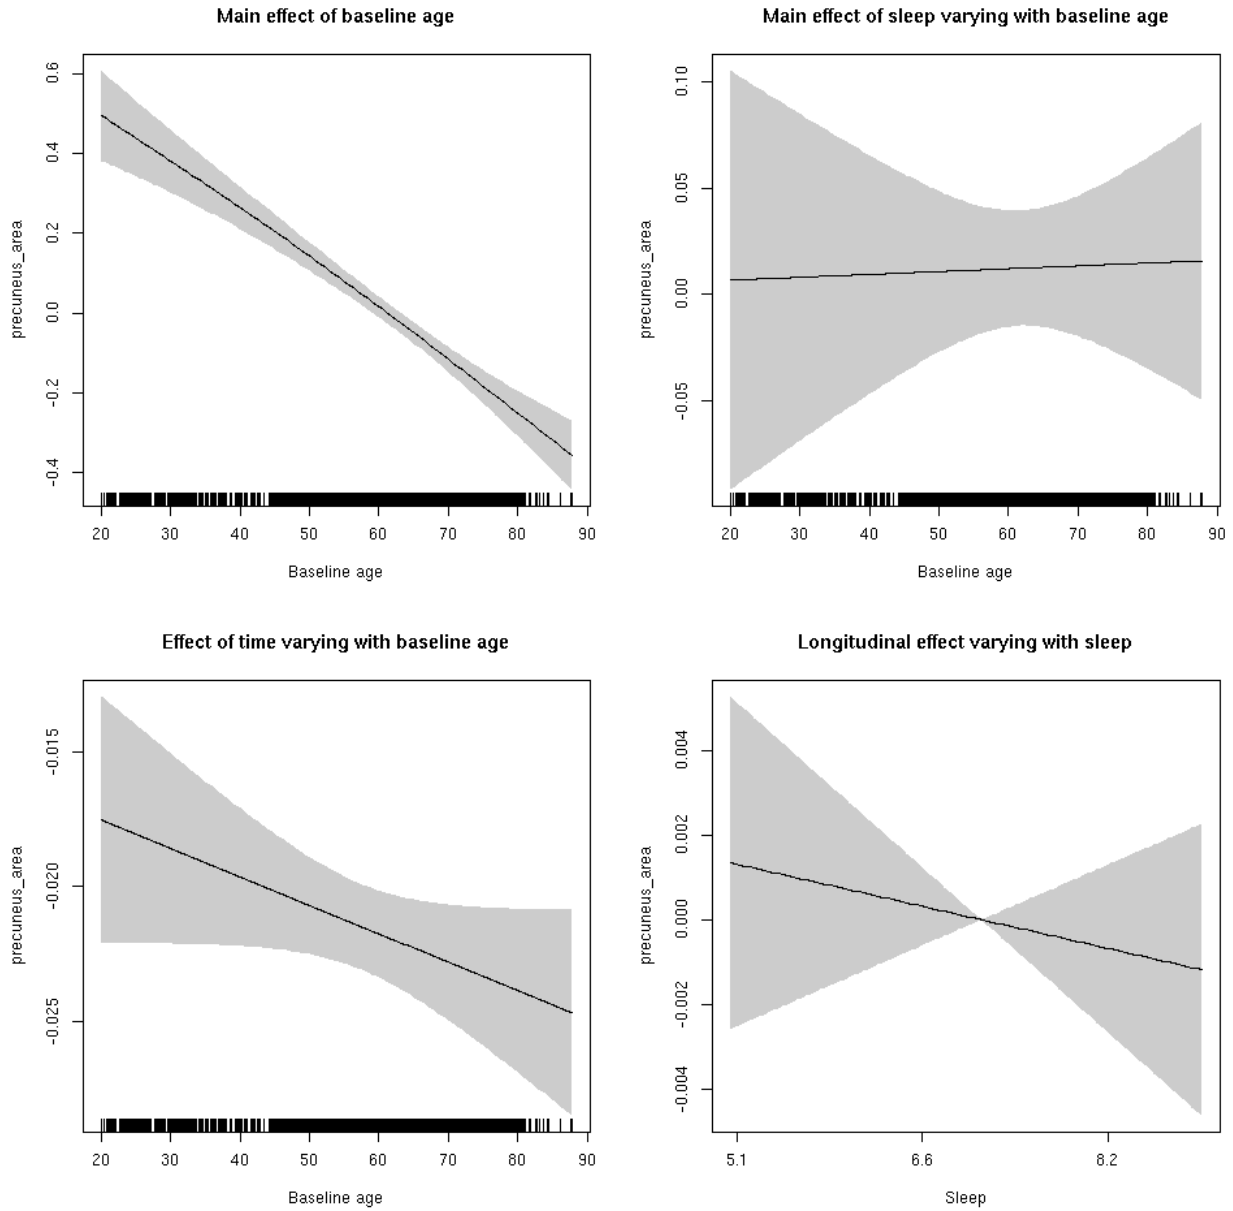 Main effect of baseline age
precuneus_area
0.6
0.4
0.2
0.0
-0.2
-0.4
20 30 40 50 60 70 80 90
Baseline age
Main effect of sleep varying with baseline age
precuneus_area
0.10
0.05
0.00
-0.05
20 30 40 50 60 70 80 90
Baseline age
Effect of time varying with baseline age
precuneus_area
-0.015
-0.020
-0.025
20 30 40 50 60 70 80 90
Baseline age
Longitudinal effect varying with sleep
precuneus_area
0.004
0.002
0.000
-0.002
-0.004
5.1 6.6 8.2
Sleep